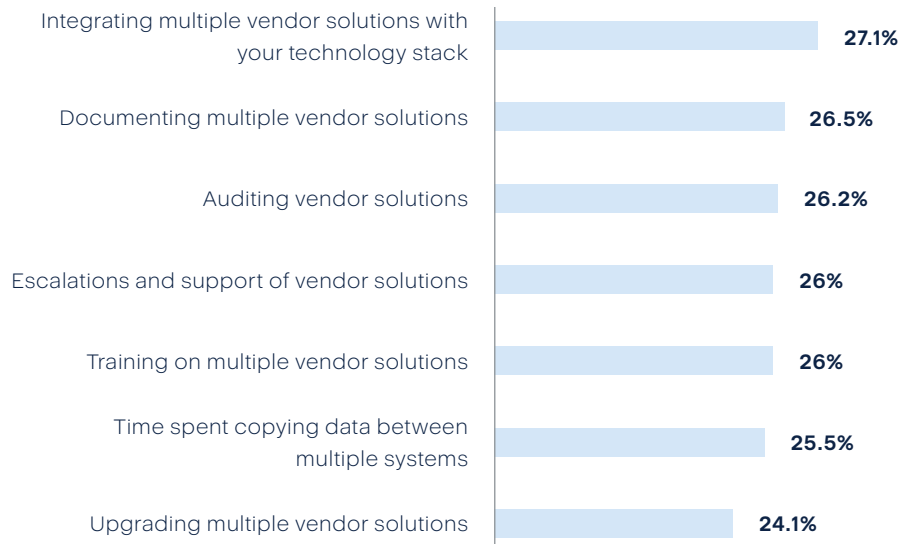 Integrating multiple vendor solutions with
your technology stack
27.1%
Documenting multiple vendor solutions
26.5%
Auditing vendor solutions
26.2%
Escalations and support of vendor solutions
26%
Training on multiple vendor solutions
26%
Time spent copying data between
multiple systems
25.5%
Upgrading multiple vendor solutions
24.1%